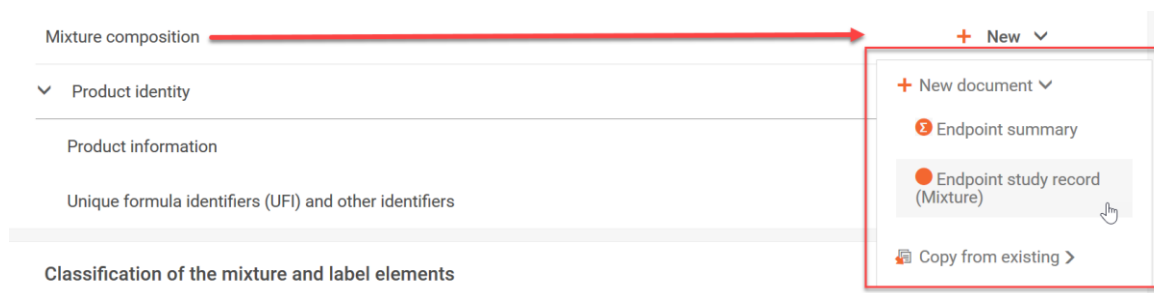 Mixture composition
+ New
Product identity
+ New document
Σ Endpoint summary
Product information
Endpoint study record
(Mixture)
Unique formula identifiers (UFI) and other identifiers
Copy from existing
Classification of the mixture and label elements